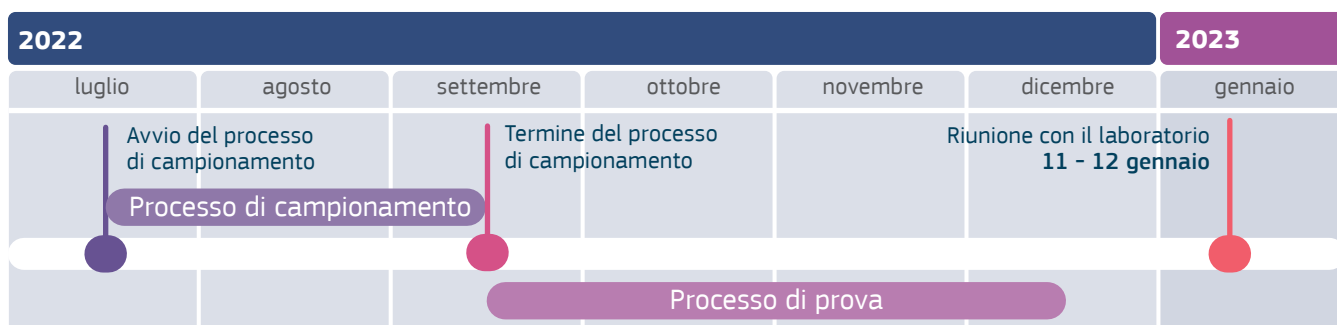 2022
2023
luglio
agosto
settembre
ottobre
novembre
dicembre
gennaio
Avvio del processo
di campionamento
Termine del processo
di campionamento
Riunione con il laboratorio
11 - 12 gennaio
Processo di campionamento
Processo di prova